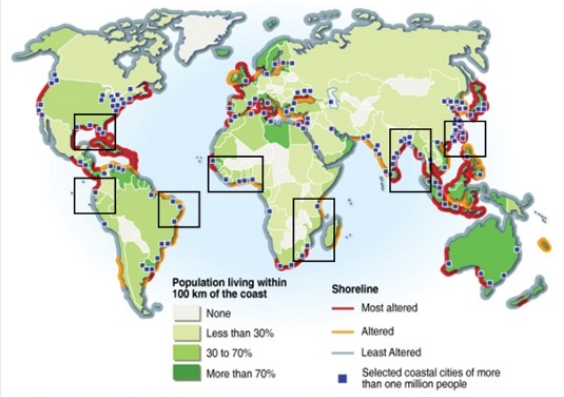 Population living within
100 km of the coast
None
Less than 30%
30 to 70%
More than 70%
Shoreline
Most altered
Altered
Least Altered
Selected coastal cities of more
than one million people